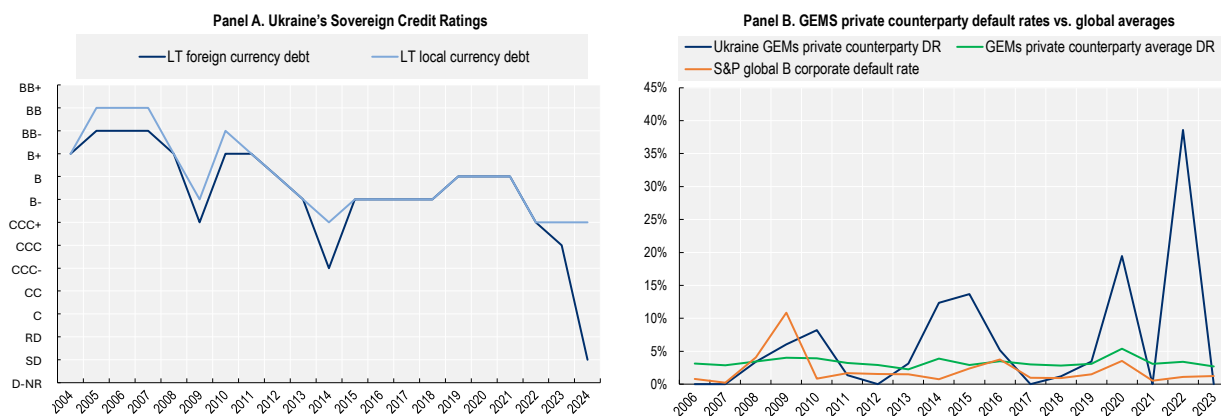 Panel A. Ukraine's Sovereign Credit Ratings
LT foreign currency debt
LT local currency debt
BB+
BB
BB-
B+
B
B-
CCC+
CCC
CCC-
CC
C
RD
SD
D-NR
2004
2005
2006
2007
2008
2009
2010
2011
2012
2013
2014
2015
2016
2017
2018
2019
2020
2021
2022
2023
2024
Panel B. GEMS private counterparty default rates vs. global averages
Ukraine GEMs private counterparty DR
GEMs private counterparty average DR
S&P global B corporate default rate
45%
40%
35%
30%
25%
20%
15%
10%
5%
0%
2006
2007
2008
2009
2010
2011
2012
2013
2014
2015
2016
2017
2018
2019
2020
2021
2022
2023